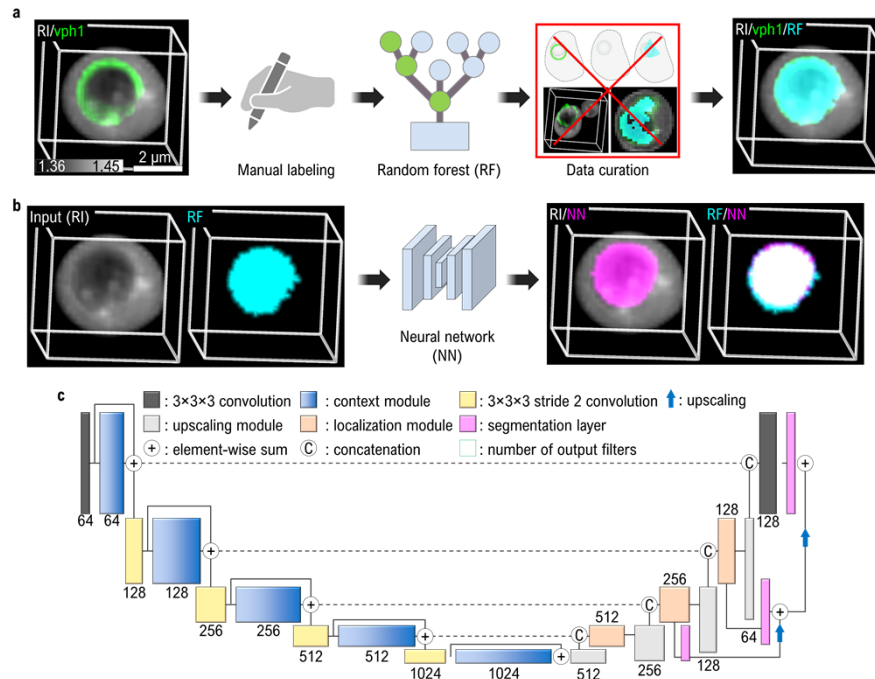 a
RI/vph1
1.36 1.45 2 μm
Manual labeling
Random forest (RF)
Data curation
RI/vph1/RF
b
Input (RI)
RF
Neural network
(NN)
RI/NN
RF/NN
c
: 3×3×3 convolution
: context module
: 3×3×3 stride 2 convolution
: upscaling
: upscaling module
: localization module
: segmentation layer
+ : element-wise sum
C : concatenation
: number of output filters
+ C +
64 64 128 128
+ C
128 128 64
256
+ C +
256 256 512 128
+ C
512 512 256
+
1024 1024 512